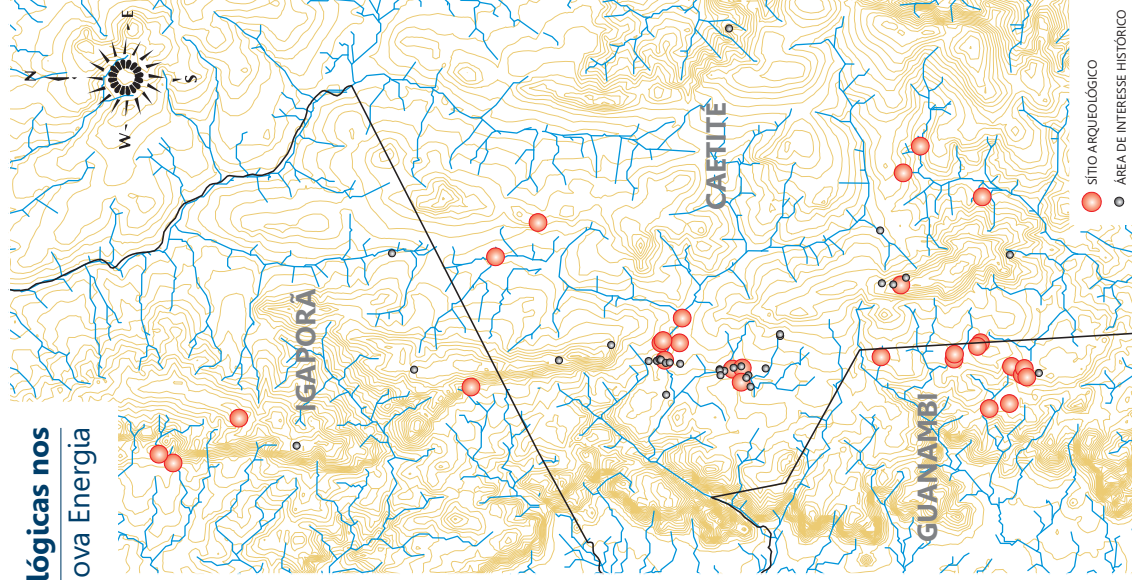 lógicas nos
ova Energia
N
W
E
S
IGAPORÃ
CAETITÉ
GUANAMBI
SÍTIO ARQUEOLÓGICO
ÁREA DE INTERESSE HISTÓRICO